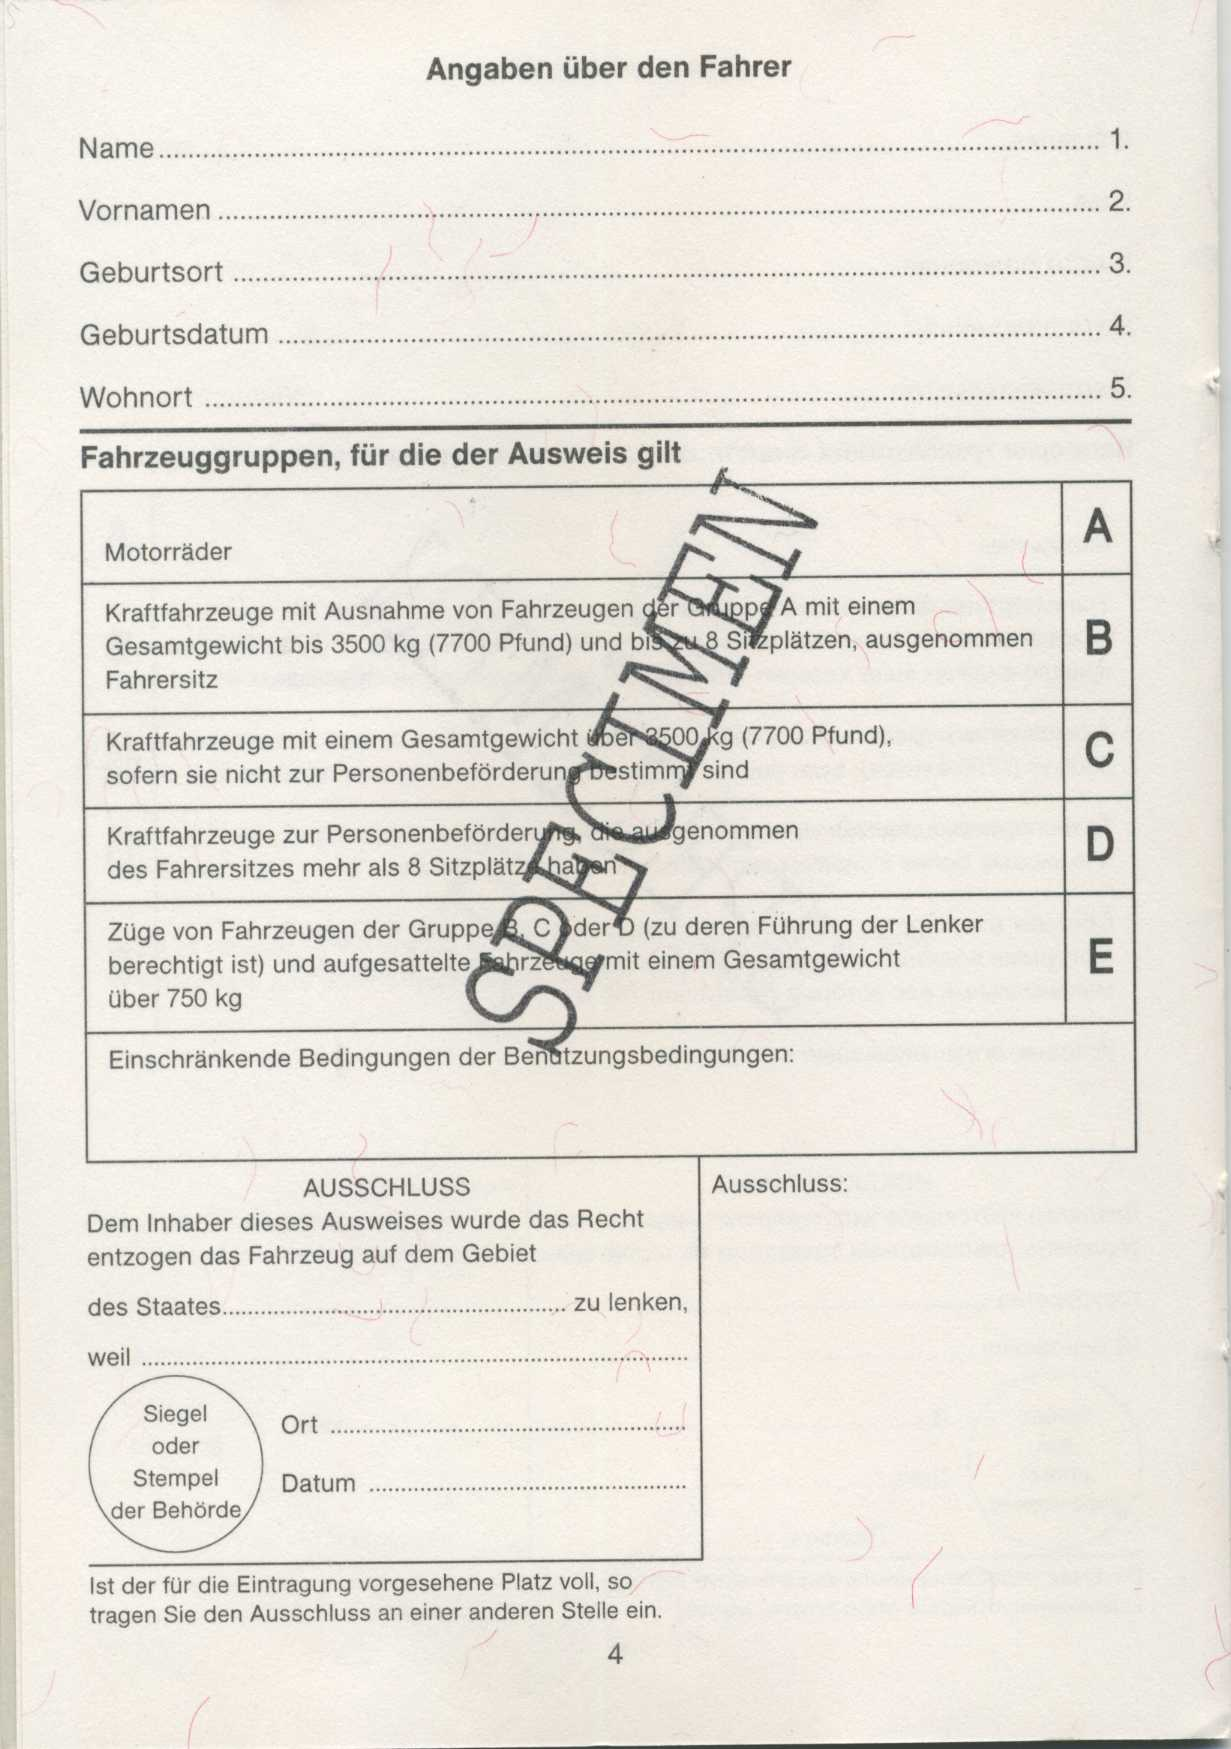 Angaben über den Fahrer
Name ........ 1.
Vornamen ........ 2.
Geburtsort ........ 3.
Geburtsdatum ........ 4.
Wohnort ........ 5.
Fahrzeuggruppen, für die der Ausweis gilt
Motorräder A
Kraftfahrzeuge mit Ausnahme von Fahrzeugen der Gruppe A mit einem
Gesamtgewicht bis 3500 kg (7700 Pfund) und bis zu 8 Sitzplätzen, ausgenommen
Fahrersitz
B
Kraftfahrzeuge mit einem Gesamtgewicht über 3500 kg (7700 Pfund),
sofern sie nicht zur Personenbeförderung bestimmt sind
C
Kraftfahrzeuge zur Personenbeförderung, die ausgenommen
des Fahrersitzes mehr als 8 Sitzplätze haben
D
Züge von Fahrzeugen der Gruppe B, C oder D (zu deren Führung der Lenker
berechtigt ist) und aufgesattelte Fahrzeuge mit einem Gesamtgewicht
über 750 kg
E
SPECIMEN
Einschränkende Bedingungen der Benutzungsbedingungen:
AUSSCHLUSS
Dem Inhaber dieses Ausweises wurde das Recht
entzogen das Fahrzeug auf dem Gebiet
des Staates........ zu lenken,
weil ........
Siegel
oder
Stempel
der Behörde
Ort ........
Datum ........
Ausschluss:
Ist der für die Eintragung vorgesehene Platz voll, so
tragen Sie den Ausschluss an einer anderen Stelle ein.
4